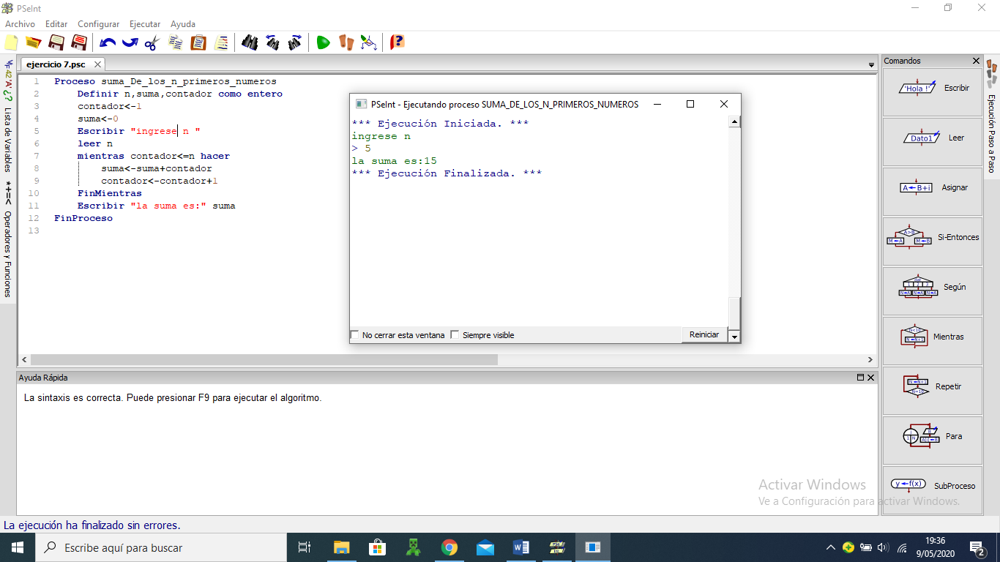 PSeInt
Archivo Editar Configurar Ejecutar Ayuda
ejercicio 7.psc
Comandos
Lista de Variables
*+=< Operadores y Funciones
1 Proceso suma_De_los_n_primeros_numeros
2 Definir n,suma,contador como entero
3 contador<-1
4 suma<-0
5 Escribir "ingrese n "
6 leer n
7 mientras contador<=n hacer
8 suma<-suma+contador
9 contador<-contador+1
10 FinMientras
11 Escribir "la suma es:" suma
12 FinProceso
13
PSeInt - Ejecutando proceso SUMA_DE_LOS_N_PRIMEROS_NUMEROS
*** Ejecución Iniciada. ***
ingrese n
> 5
la suma es:15
*** Ejecución Finalizada. ***
No cerrar esta ventana Siempre visible Reiniciar
'Hola !' Escribir
Dato1 Leer
A←B+i Asignar
A>B Si-Entonces
Según
Mientras
Repetir
Para
y←f(x) SubProceso
Ejecución Paso a Paso
Ayuda Rápida
La sintaxis es correcta. Puede presionar F9 para ejecutar el algoritmo.
Activar Windows
Ve a Configuración para activar Windows.
La ejecución ha finalizado sin errores.
Escribe aquí para buscar
19:36
9/05/2020
2